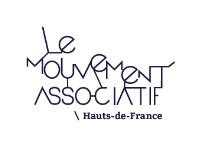 Le
MOUVEMENT
ASSOCIATIF
\ Hauts-de-France